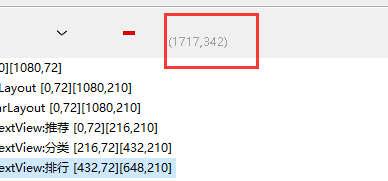 (1717,342)
0][1080,72]
Layout [0,72][1080,210]
arLayout [0,72][1080,210]
extView:推荐 [0,72][216,210]
extView:分类 [216,72][432,210]
extView:排行 [432,72][648,210]